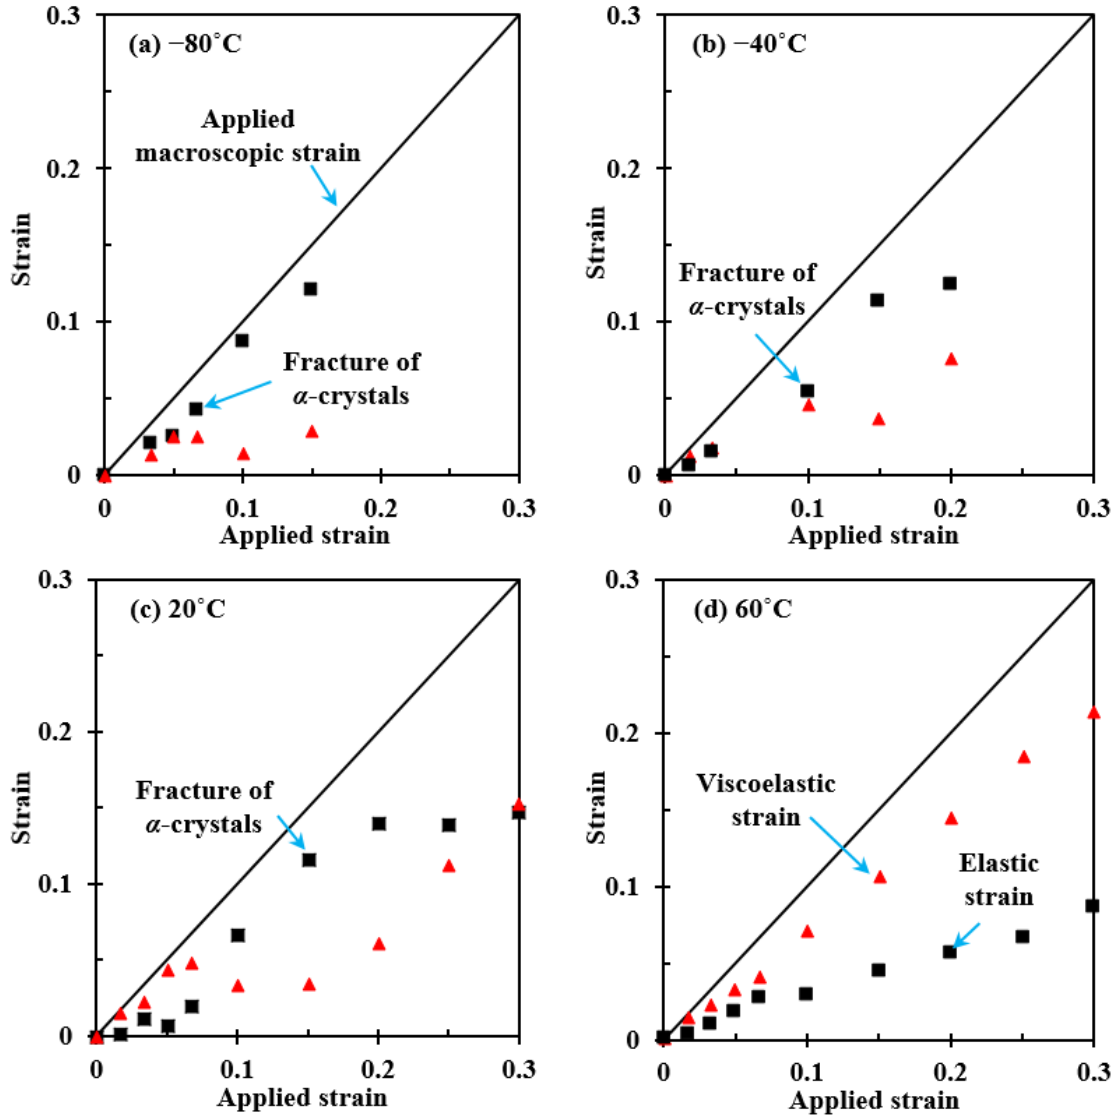 (a) −80˚C
0.3
0.2
0.1
0
Strain
Applied
macroscopic strain
Fracture of
α-crystals
0
0.1
0.2
0.3
Applied strain
(b) −40˚C
0.3
0.2
0.1
0
Strain
Fracture of
α-crystals
0
0.1
0.2
0.3
Applied strain
(c) 20˚C
0.3
0.2
0.1
0
Strain
Fracture of
α-crystals
0
0.1
0.2
0.3
Applied strain
(d) 60˚C
0.3
0.2
0.1
0
Strain
Viscoelastic
strain
Elastic
strain
0
0.1
0.2
0.3
Applied strain